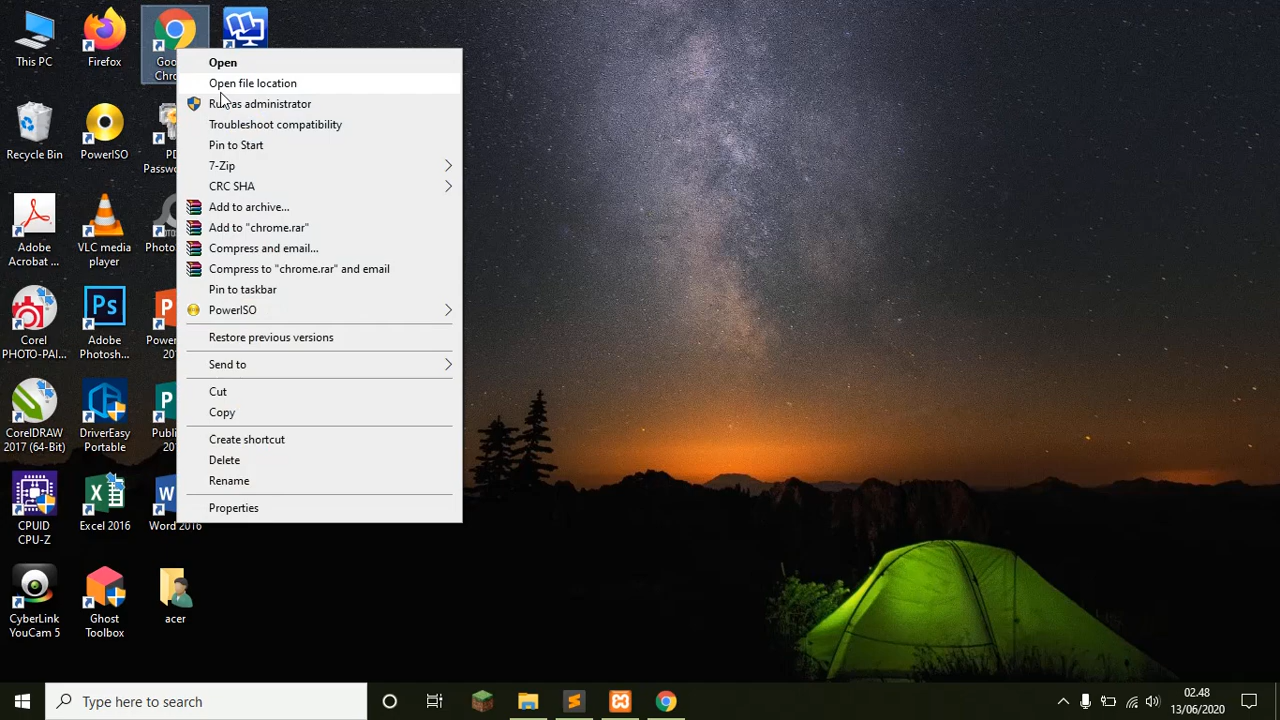 This PC
Firefox
Goo
Chro
Open
Open file location
Run as administrator
Troubleshoot compatibility
Pin to Start
7-Zip
CRC SHA
Add to archive...
Add to "chrome.rar"
Compress and email...
Compress to "chrome.rar" and email
Pin to taskbar
PowerISO
Restore previous versions
Send to
Cut
Copy
Create shortcut
Delete
Rename
Properties
Recycle Bin
PowerISO
PD
Passw
Adobe
Acrobat ...
VLC media
player
Photo
Corel
PHOTO-PAI...
Ps
Adobe
Photosh...
Power
20
CorelDRAW
2017 (64-Bit)
DriverEasy
Portable
Publi
20
CPUID
CPU-Z
Excel 2016
Word 2016
CyberLink
YouCam 5
Ghost
Toolbox
acer
Type here to search
02.48
13/06/2020